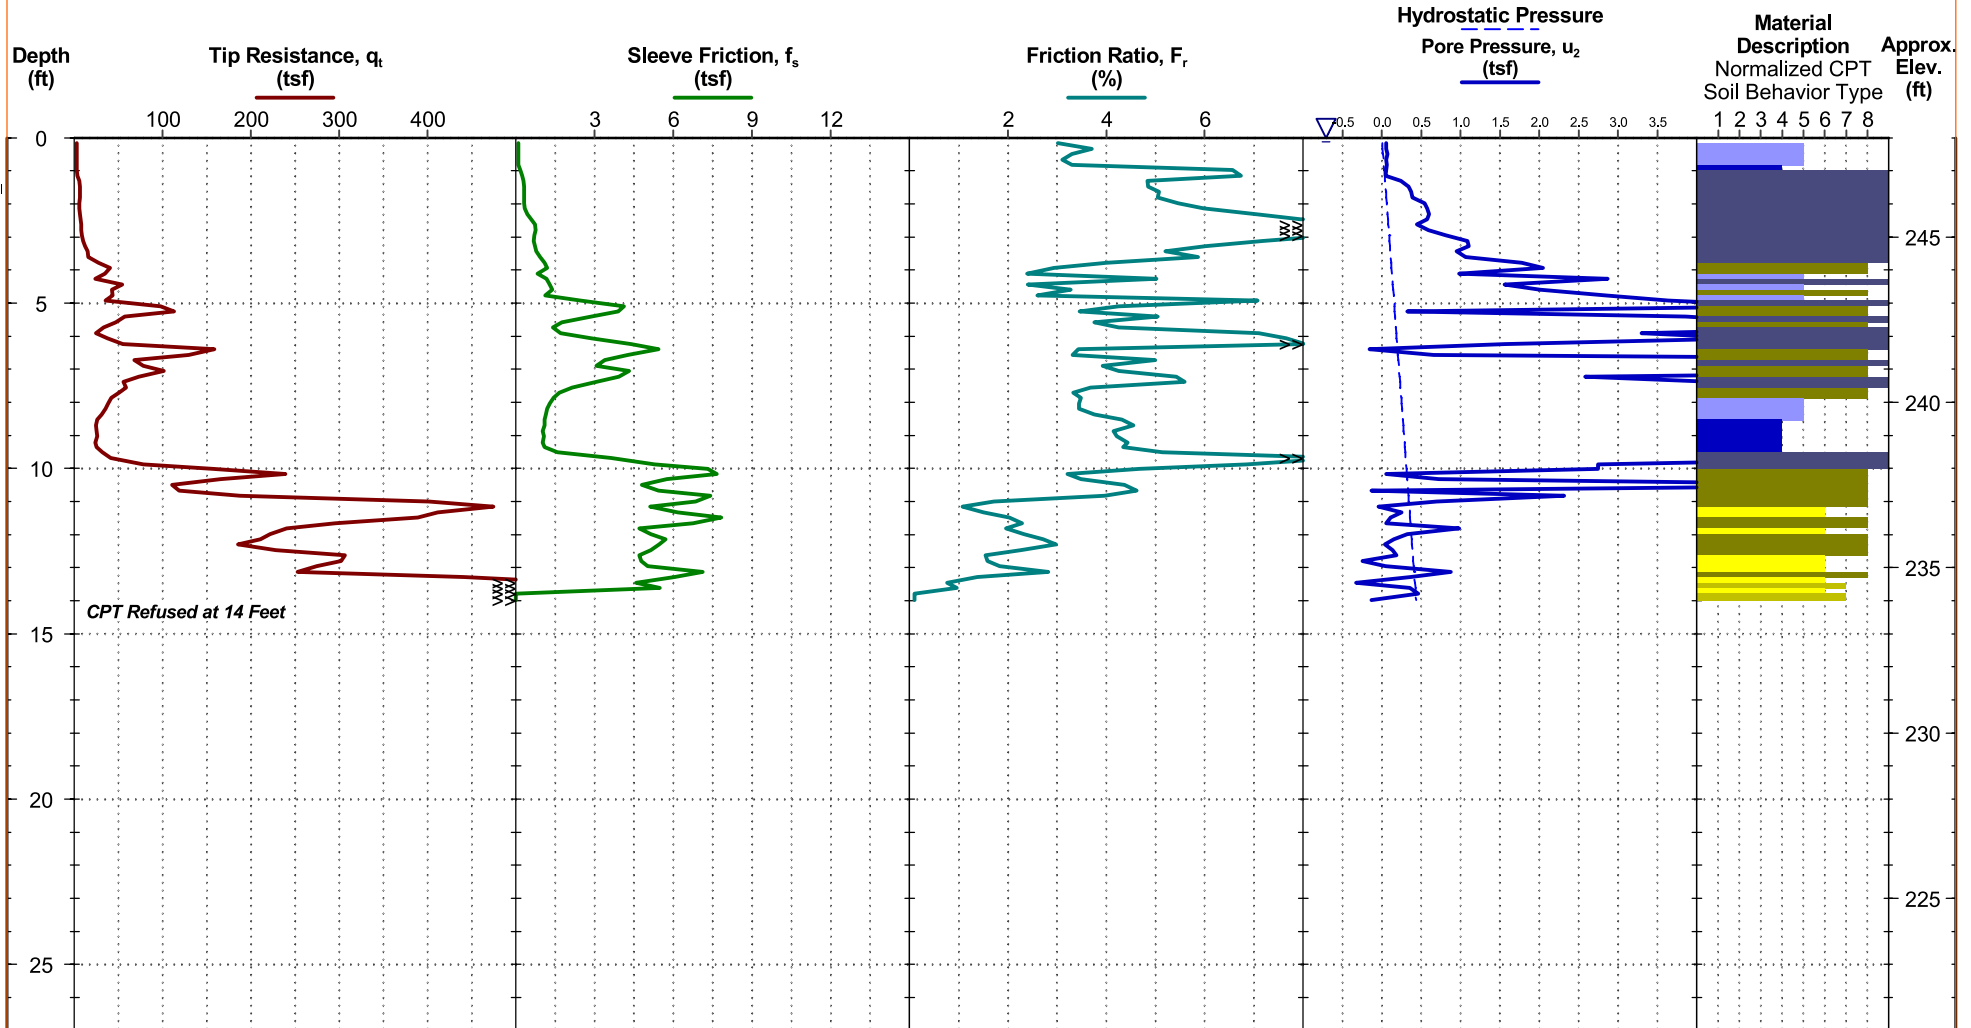 Depth
(ft)
Tip Resistance, qt
(tsf)
Sleeve Friction, fs
(tsf)
Friction Ratio, Fr
(%)
Hydrostatic Pressure
Pore Pressure, u2
(tsf)
Material
Description
Normalized CPT
Soil Behavior Type
Approx.
Elev.
(ft)
100 200 300 400
3 6 9 12
2 4 6
-0.5 0.0 0.5 1.0 1.5 2.0 2.5 3.0 3.5
1 2 3 4 5 6 7 8
0
5
10
15
20
25
>>
>>
>>
>>
>>
CPT Refused at 14 Feet
245
240
235
230
225